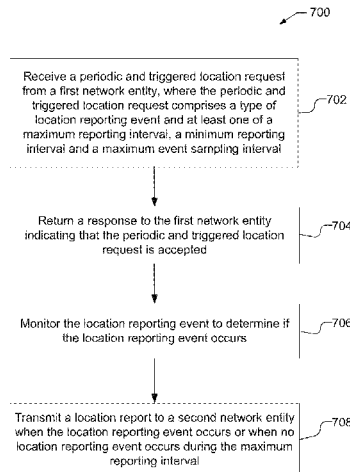 700
Receive a periodic and triggered location request
from a first network entity, where the periodic and
triggered location request comprises a type of
location reporting event and at least one of a
maximum reporting interval, a minimum reporting
interval and a maximum event sampling interval
702
Return a response to the first network entity
indicating that the periodic and triggered location
request is accepted
704
Monitor the location reporting event to determine if
the location reporting event occurs
706
Transmit a location report to a second network entity
when the location reporting event occurs or when no
location reporting event occurs during the maximum
reporting interval
708